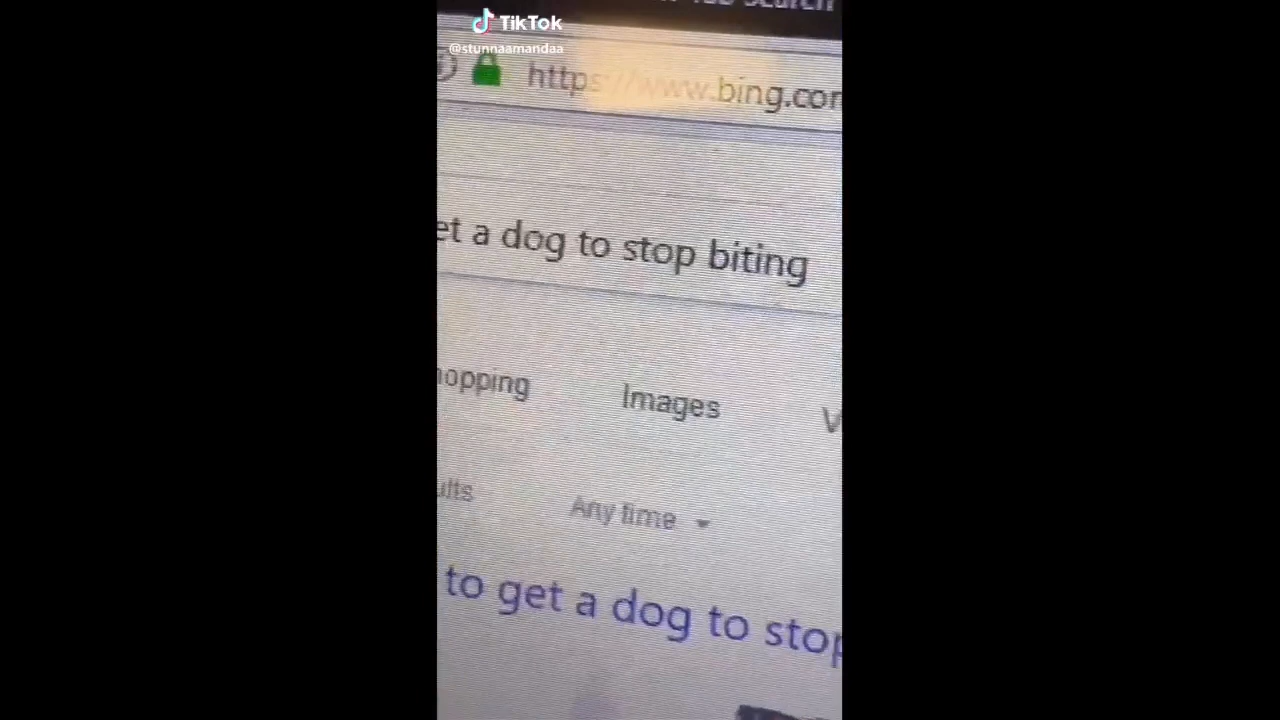 TikTok
@stunnaamandaa
https://www.bing.com
et a dog to stop biting
hopping Images V
ults Any time
to get a dog to stop